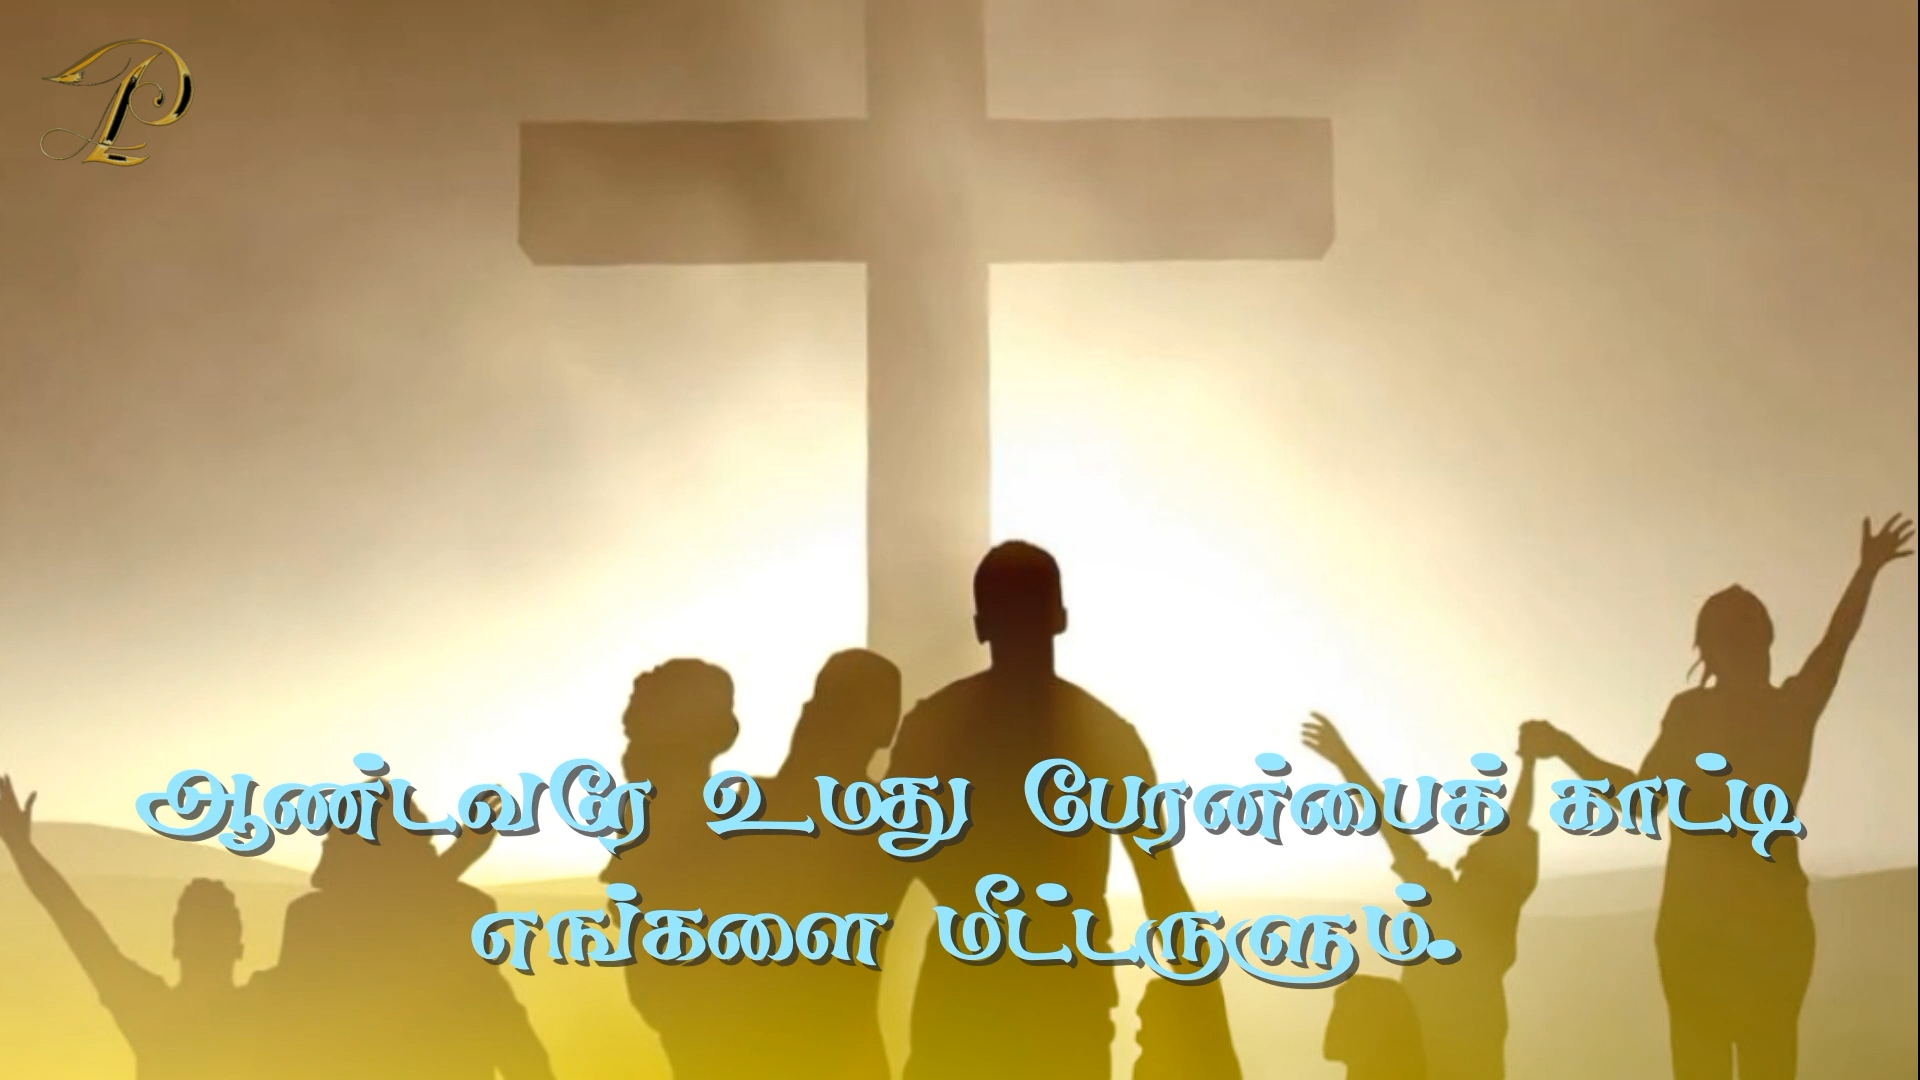 ஆண்டவரே உமது பேரன்பைக் காட்டி
எங்களை மீட்டருளும்.